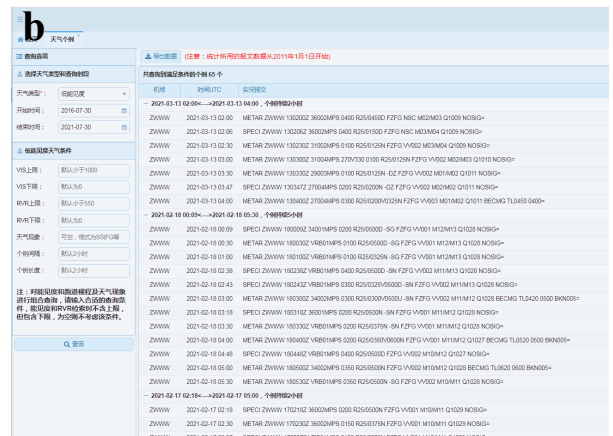 b
天气个例
查询选项
选择天气类型和查询时段
天气类型*： 低能见度
开始时间： 2016-07-30
结束时间： 2021-07-30
低能见度天气条件
VIS上限： 默认小于1000
VIS下限： 默认为0
RVR上限： 默认小于550
RVR下限： 默认为0
天气现象： 可空，格式为SSIFG等
个例间隔： 默认2小时
个例长度： 默认2小时
注：对能见度和跑道视程及天气现象
进行组合查询，请输入合适的查询条
件，能见度和RVR检索时不含上限，
但包含下限，为空则不考虑该条件。
查询
导出数据 (注意：统计所用的报文数据从2011年1月1日开始)
共查询到满足条件的个例 65 个
机场 时间UTC 实况报文
2021-03-13 02:00<---->2021-03-13 04:00，个例持续2小时
ZWWW 2021-03-13 02:00 METAR ZWWW 130200Z 36002MPS 0400 R25/0450D FZFG NSC M02/M03 Q1009 NOSIG=
ZWWW 2021-03-13 02:06 SPECI ZWWW 130206Z 36002MPS 0400 R25/0150D FZFG NSC M03/M04 Q1009 NOSIG=
ZWWW 2021-03-13 02:30 METAR ZWWW 130230Z 31002MPS 0100 R25/0125N FZFG VV002 M03/M04 Q1009 NOSIG=
ZWWW 2021-03-13 03:00 METAR ZWWW 130300Z 31004MPS 270V330 0100 R25/0125N FZFG VV002 M02/M03 Q1010 NOSIG=
ZWWW 2021-03-13 03:30 METAR ZWWW 130330Z 29003MPS 0100 R25/0125N -DZ FZFG VV002 M01/M02 Q1011 NOSIG=
ZWWW 2021-03-13 03:47 SPECI ZWWW 130347Z 27004MPS 0200 R25/0200N -DZ FZFG VV002 M02/M02 Q1011 NOSIG=
ZWWW 2021-03-13 04:00 METAR ZWWW 130400Z 27004MPS 0300 R25/0200V0325N FZFG VV003 M01/M02 Q1011 BECMG TL0450 0400=
2021-02-18 00:09<---->2021-02-18 05:30，个例持续5小时
ZWWW 2021-02-18 00:09 SPECI ZWWW 180009Z 34001MPS 0200 R25/0500D -SG FZFG VV001 M12/M13 Q1028 NOSIG=
ZWWW 2021-02-18 00:30 METAR ZWWW 180030Z VRB01MPS 0100 R25/0500D -SG FZFG VV001 M12/M13 Q1028 NOSIG=
ZWWW 2021-02-18 01:00 METAR ZWWW 180100Z VRB01MPS 0100 R25/0325N -SG FZFG VV001 M12/M13 Q1028 NOSIG=
ZWWW 2021-02-18 02:38 SPECI ZWWW 180238Z VRB01MPS 0400 R25/0500D -SN FZFG VV002 M11/M13 Q1028 NOSIG=
ZWWW 2021-02-18 02:43 SPECI ZWWW 180243Z VRB01MPS 0300 R25/0325V0500D -SN FZFG VV002 M11/M13 Q1028 NOSIG=
ZWWW 2021-02-18 03:00 METAR ZWWW 180300Z 34002MPS 0300 R25/0300V0500U -SN FZFG VV002 M11/M12 Q1028 BECMG TL0420 0500 BKN005=
ZWWW 2021-02-18 03:18 SPECI ZWWW 180318Z 36001MPS 0200 R25/0500N -SN FZFG VV001 M11/M12 Q1028 NOSIG=
ZWWW 2021-02-18 03:30 METAR ZWWW 180330Z VRB01MPS 0200 R25/0375N -SN FZFG VV001 M11/M12 Q1028 NOSIG=
ZWWW 2021-02-18 04:00 METAR ZWWW 180400Z VRB01MPS 0200 R25/0350V0600N FZFG VV001 M11/M12 Q1027 BECMG TL0520 0500 BKN005=
ZWWW 2021-02-18 04:48 SPECI ZWWW 180448Z VRB01MPS 0400 R25/0500D FZFG VV002 M10/M12 Q1027 NOSIG=
ZWWW 2021-02-18 05:00 METAR ZWWW 180500Z VRB02MPS 0350 R25/0500N FZFG VV002 M10/M12 Q1028 BECMG TL0620 0600 BKN005=
ZWWW 2021-02-18 05:30 METAR ZWWW 180530Z VRB02MPS 0350 R25/0500N -SG FZFG VV002 M10/M11 Q1028 NOSIG=
2021-02-17 02:18<---->2021-02-17 05:00，个例持续2小时
ZWWW 2021-02-17 02:18 SPECI ZWWW 170218Z 36002MPS 0200 R25/0500N FZFG VV001 M10/M11 Q1029 NOSIG=
ZWWW 2021-02-17 02:30 METAR ZWWW 170230Z 36002MPS 0150 R25/0375N FZFG VV001 M10/M11 Q1029 NOSIG=